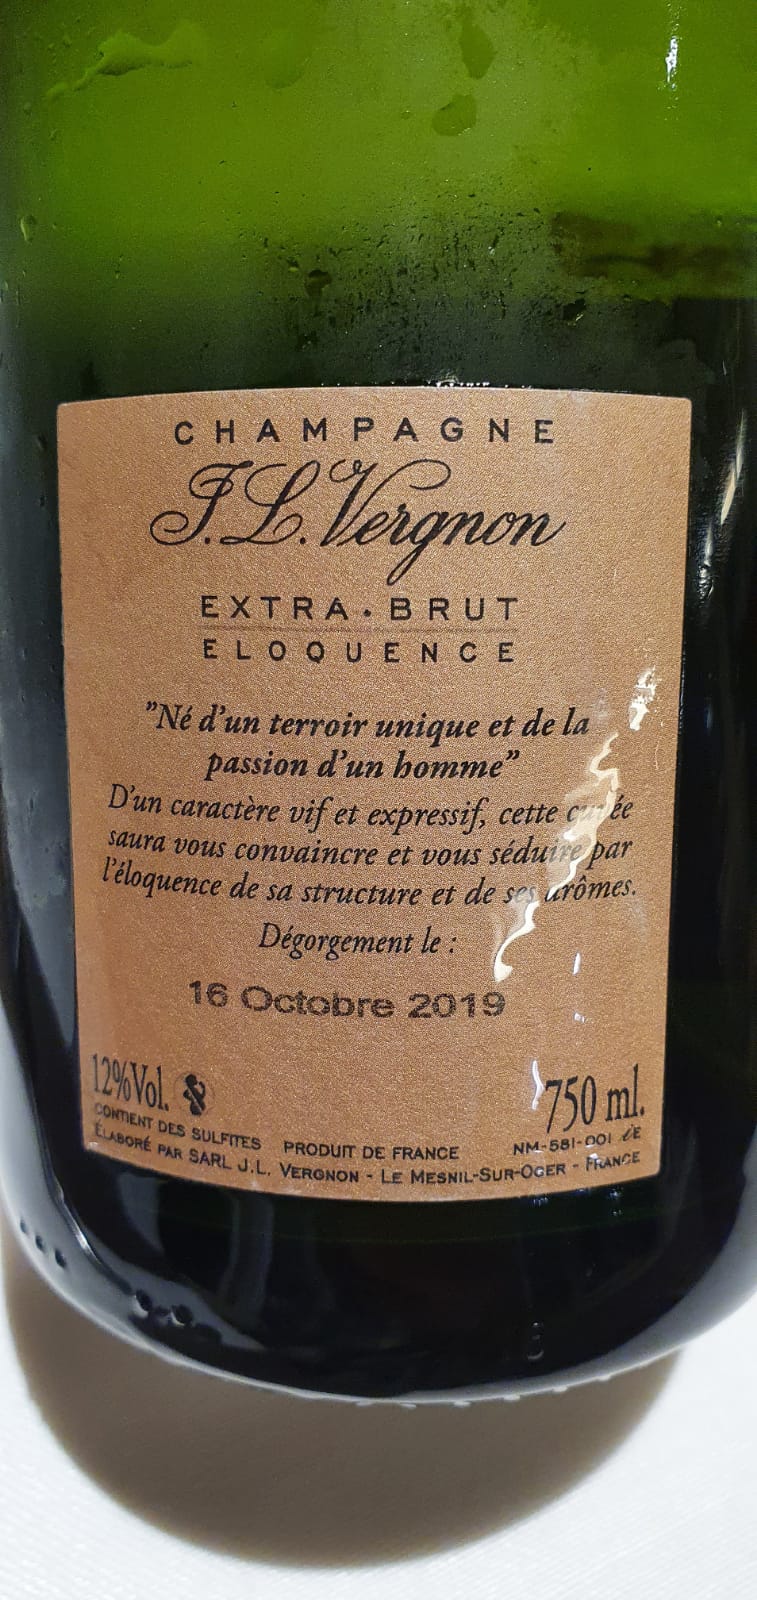 CHAMPAGNE
J.L.Vergnon
EXTRA·BRUT
ELOQUENCE
"Né d'un terroir unique et de la
passion d'un homme"
D'un caractère vif et expressif, cette cuvée
saura vous convaincre et vous séduire par
l'éloquence de sa structure et de ses arômes.
Dégorgement le :
16 Octobre 2019
12%Vol. 750 ml.
CONTIENT DES SULFITES PRODUIT DE FRANCE NM-581-001
ÉLABORÉ PAR SARL J.L. VERGNON - LE MESNIL-SUR-OGER - FRANCE